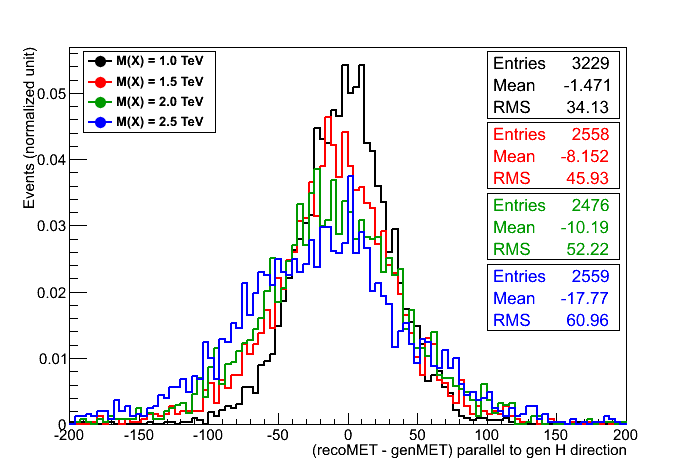 Events (normalized unit)
M(X) = 1.0 TeV
M(X) = 1.5 TeV
M(X) = 2.0 TeV
M(X) = 2.5 TeV
Entries 3229
Mean -1.471
RMS 34.13
Entries 2558
Mean -8.152
RMS 45.93
Entries 2476
Mean -10.19
RMS 52.22
Entries 2559
Mean -17.77
RMS 60.96
0.05
0.04
0.03
0.02
0.01
0
-200 -150 -100 -50 0 50 100 150 200
(recoMET - genMET) parallel to gen H direction